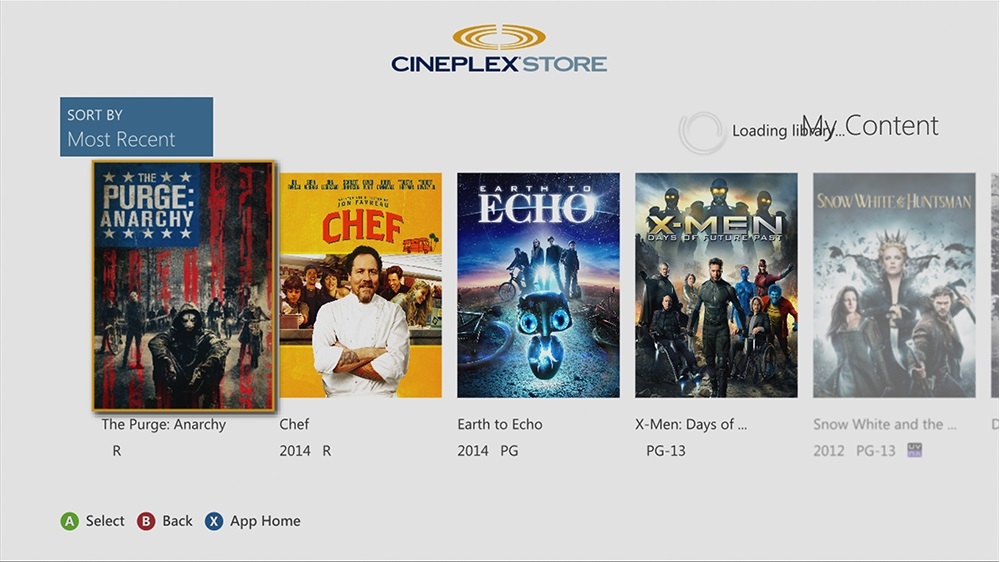 CINEPLEX STORE
SORT BY
Most Recent
Loading library...
My Content
THE
PURGE:
ANARCHY
JON FAVREAU
CHEF
EARTH TO
ECHO
X-MEN
DAYS OF FUTURE PAST
SNOW WHITE & THE HUNTSMAN
The Purge: Anarchy
R
Chef
2014 R
Earth to Echo
2014 PG
X-Men: Days of ...
PG-13
Snow White and the ...
2012 PG-13
UV
D
A Select B Back X App Home